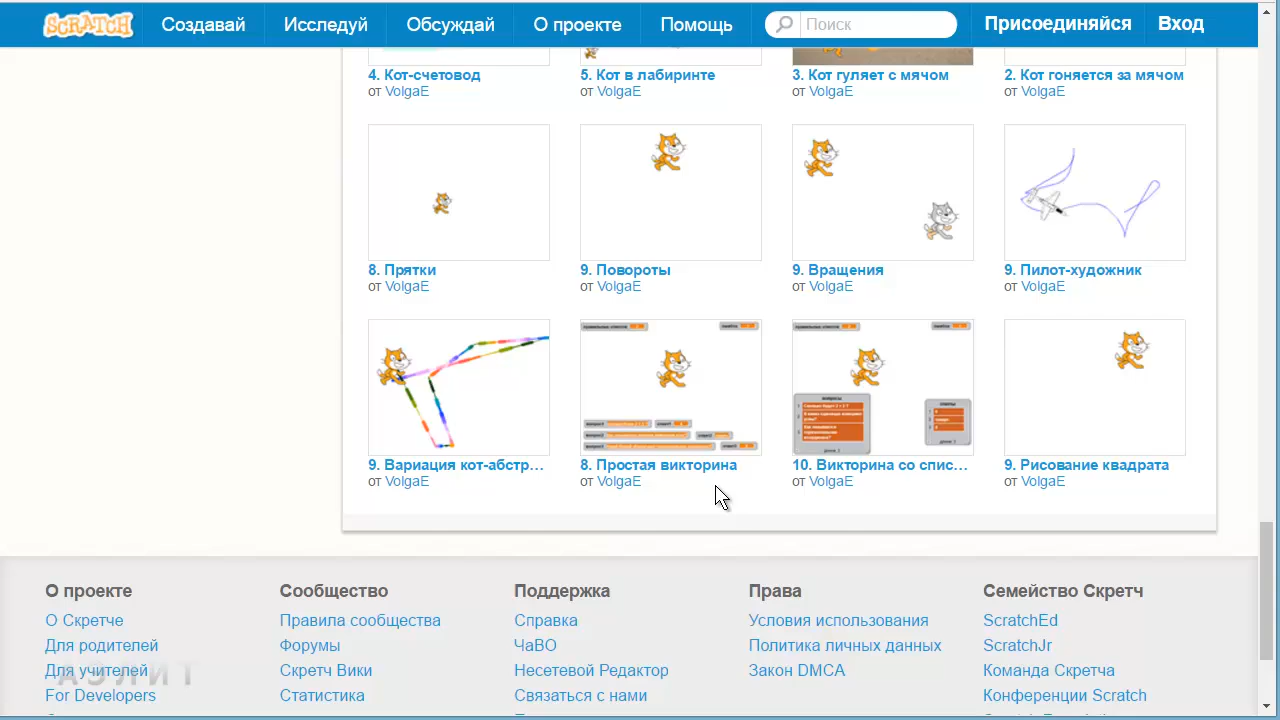 SCRATCH Создавай Исследуй Обсуждай О проекте Помощь Поиск Присоединяйся Вход
4. Кот-счетовод 5. Кот в лабиринте 3. Кот гуляет с мячом 2. Кот гоняется за мячом
от VolgaE от VolgaE от VolgaE от VolgaE
8. Прятки 9. Повороты 9. Вращения 9. Пилот-художник
от VolgaE от VolgaE от VolgaE от VolgaE
9. Вариация кот-абстр… 8. Простая викторина 10. Викторина со спис… 9. Рисование квадрата
от VolgaE от VolgaE от VolgaE от VolgaE
О проекте Сообщество Поддержка Права Семейство Скретч
О Скретче Правила сообщества Справка Условия использования ScratchEd
Для родителей Форумы ЧаВО Политика личных данных ScratchJr
Для учителей Скретч Вики Несетевой Редактор Закон DMCA Команда Скретча
АЭЛИТ
For Developers Статистика Связаться с нами Конференции Scratch